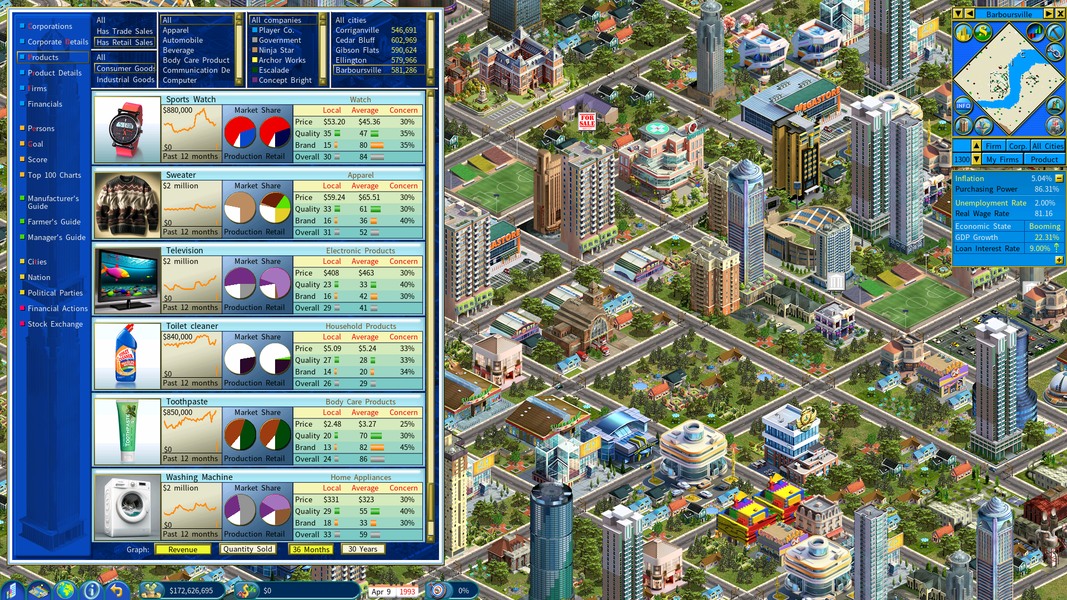 Corporations
Corporate Details
Products
Product Details
Firms
Financials
Persons
Goal
Score
Top 100 Charts
Manufacturer's
Guide
Farmer's Guide
Manager's Guide
Cities
Nation
Political Parties
Financial Actions
Stock Exchange
All
Has Trade Sales
Has Retail Sales
All
Consumer Goods
Industrial Goods
All
Apparel
Automobile
Beverage
Body Care Product
Communication De
Computer
All companies
Player Co.
Government
Ninja Star
Archor Works
Escalade
Concept Bright
All cities
Corriganville 546,691
Cedar Bluff 602,969
Gibson Flats 590,624
Ellington 579,966
Barboursville 581,286
Sports Watch Watch
$880,000 Market Share Local Average Concern
Price $53.20 $45.36 30%
Quality 35 47 35%
Brand 15 80 35%
$0
Past 12 months Production Retail Overall 30 84
Sweater Apparel
$2 million Market Share Local Average Concern
Price $59.24 $65.51 30%
Quality 33 61 30%
Brand 16 36 40%
$0
Past 12 months Production Retail Overall 31 52
Television Electronic Products
$2 million Market Share Local Average Concern
Price $408 $463 30%
Quality 23 33 40%
Brand 16 42 30%
$0
Past 12 months Production Retail Overall 29 41
Toilet cleaner Household Products
$840,000 Market Share Local Average Concern
Price $5.09 $5.24 33%
Quality 27 28 33%
Brand 14 20 34%
$0
Past 12 months Production Retail Overall 26 29
Toothpaste Body Care Products
$850,000 Market Share Local Average Concern
Price $2.48 $3.27 25%
Quality 20 70 30%
Brand 13 82 45%
$0
Past 12 months Production Retail Overall 24 86
Washing Machine Home Appliances
$2 million Market Share Local Average Concern
Price $331 $323 30%
Quality 29 55 40%
Brand 18 33 30%
$0
Past 12 months Production Retail Overall 33 59
Graph: Revenue Quantity Sold 36 Months 30 Years
$172,626,695 $0 Apr 9 1993 0%
FOR
SALE
MEGASTORE
Barboursville
INFO
Firm Corp. All Cities
1300 My Firms Product
Inflation 5.04%
Purchasing Power 86.31%
Unemployment Rate 2.00%
Real Wage Rate 81.16
Economic State Booming
GDP Growth 22.31%
Loan Interest Rate 9.00%